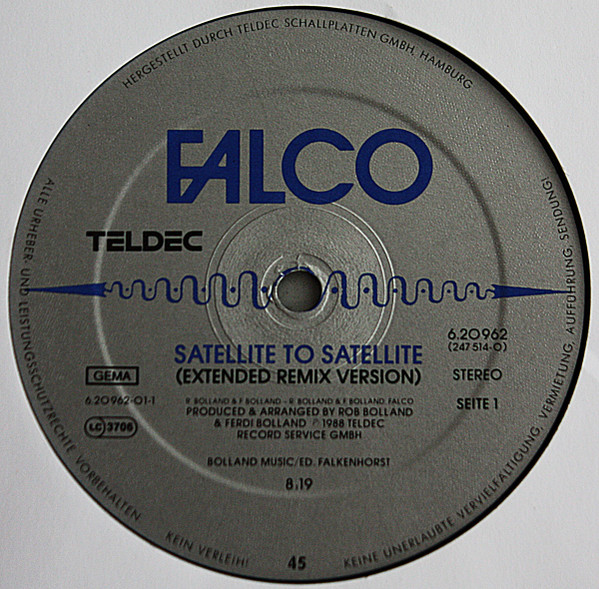 HERGESTELLT DURCH TELDEC SCHALLPLATTEN GMBH, HAMBURG
FALCO
TELDEC
SATELLITE TO SATELLITE
(EXTENDED REMIX VERSION)
6.20962
(247 514-0)
GEMA
STEREO
6.20962-01-1
SEITE 1
LC 3706
R. BOLLAND & F. BOLLAND – R. BOLLAND & F. BOLLAND, FALCO
PRODUCED & ARRANGED BY ROB BOLLAND
& FERDI BOLLAND ℗ 1988 TELDEC
RECORD SERVICE GMBH
BOLLAND MUSIC/ED. FALKENHORST
8,19
45
ALLE URHEBER- UND LEISTUNGSSCHUTZRECHTE VORBEHALTEN
KEIN VERLEIH!
KEINE UNERLAUBTE VERVIELFÄLTIGUNG, VERMIETUNG, AUFFÜHRUNG, SENDUNG!